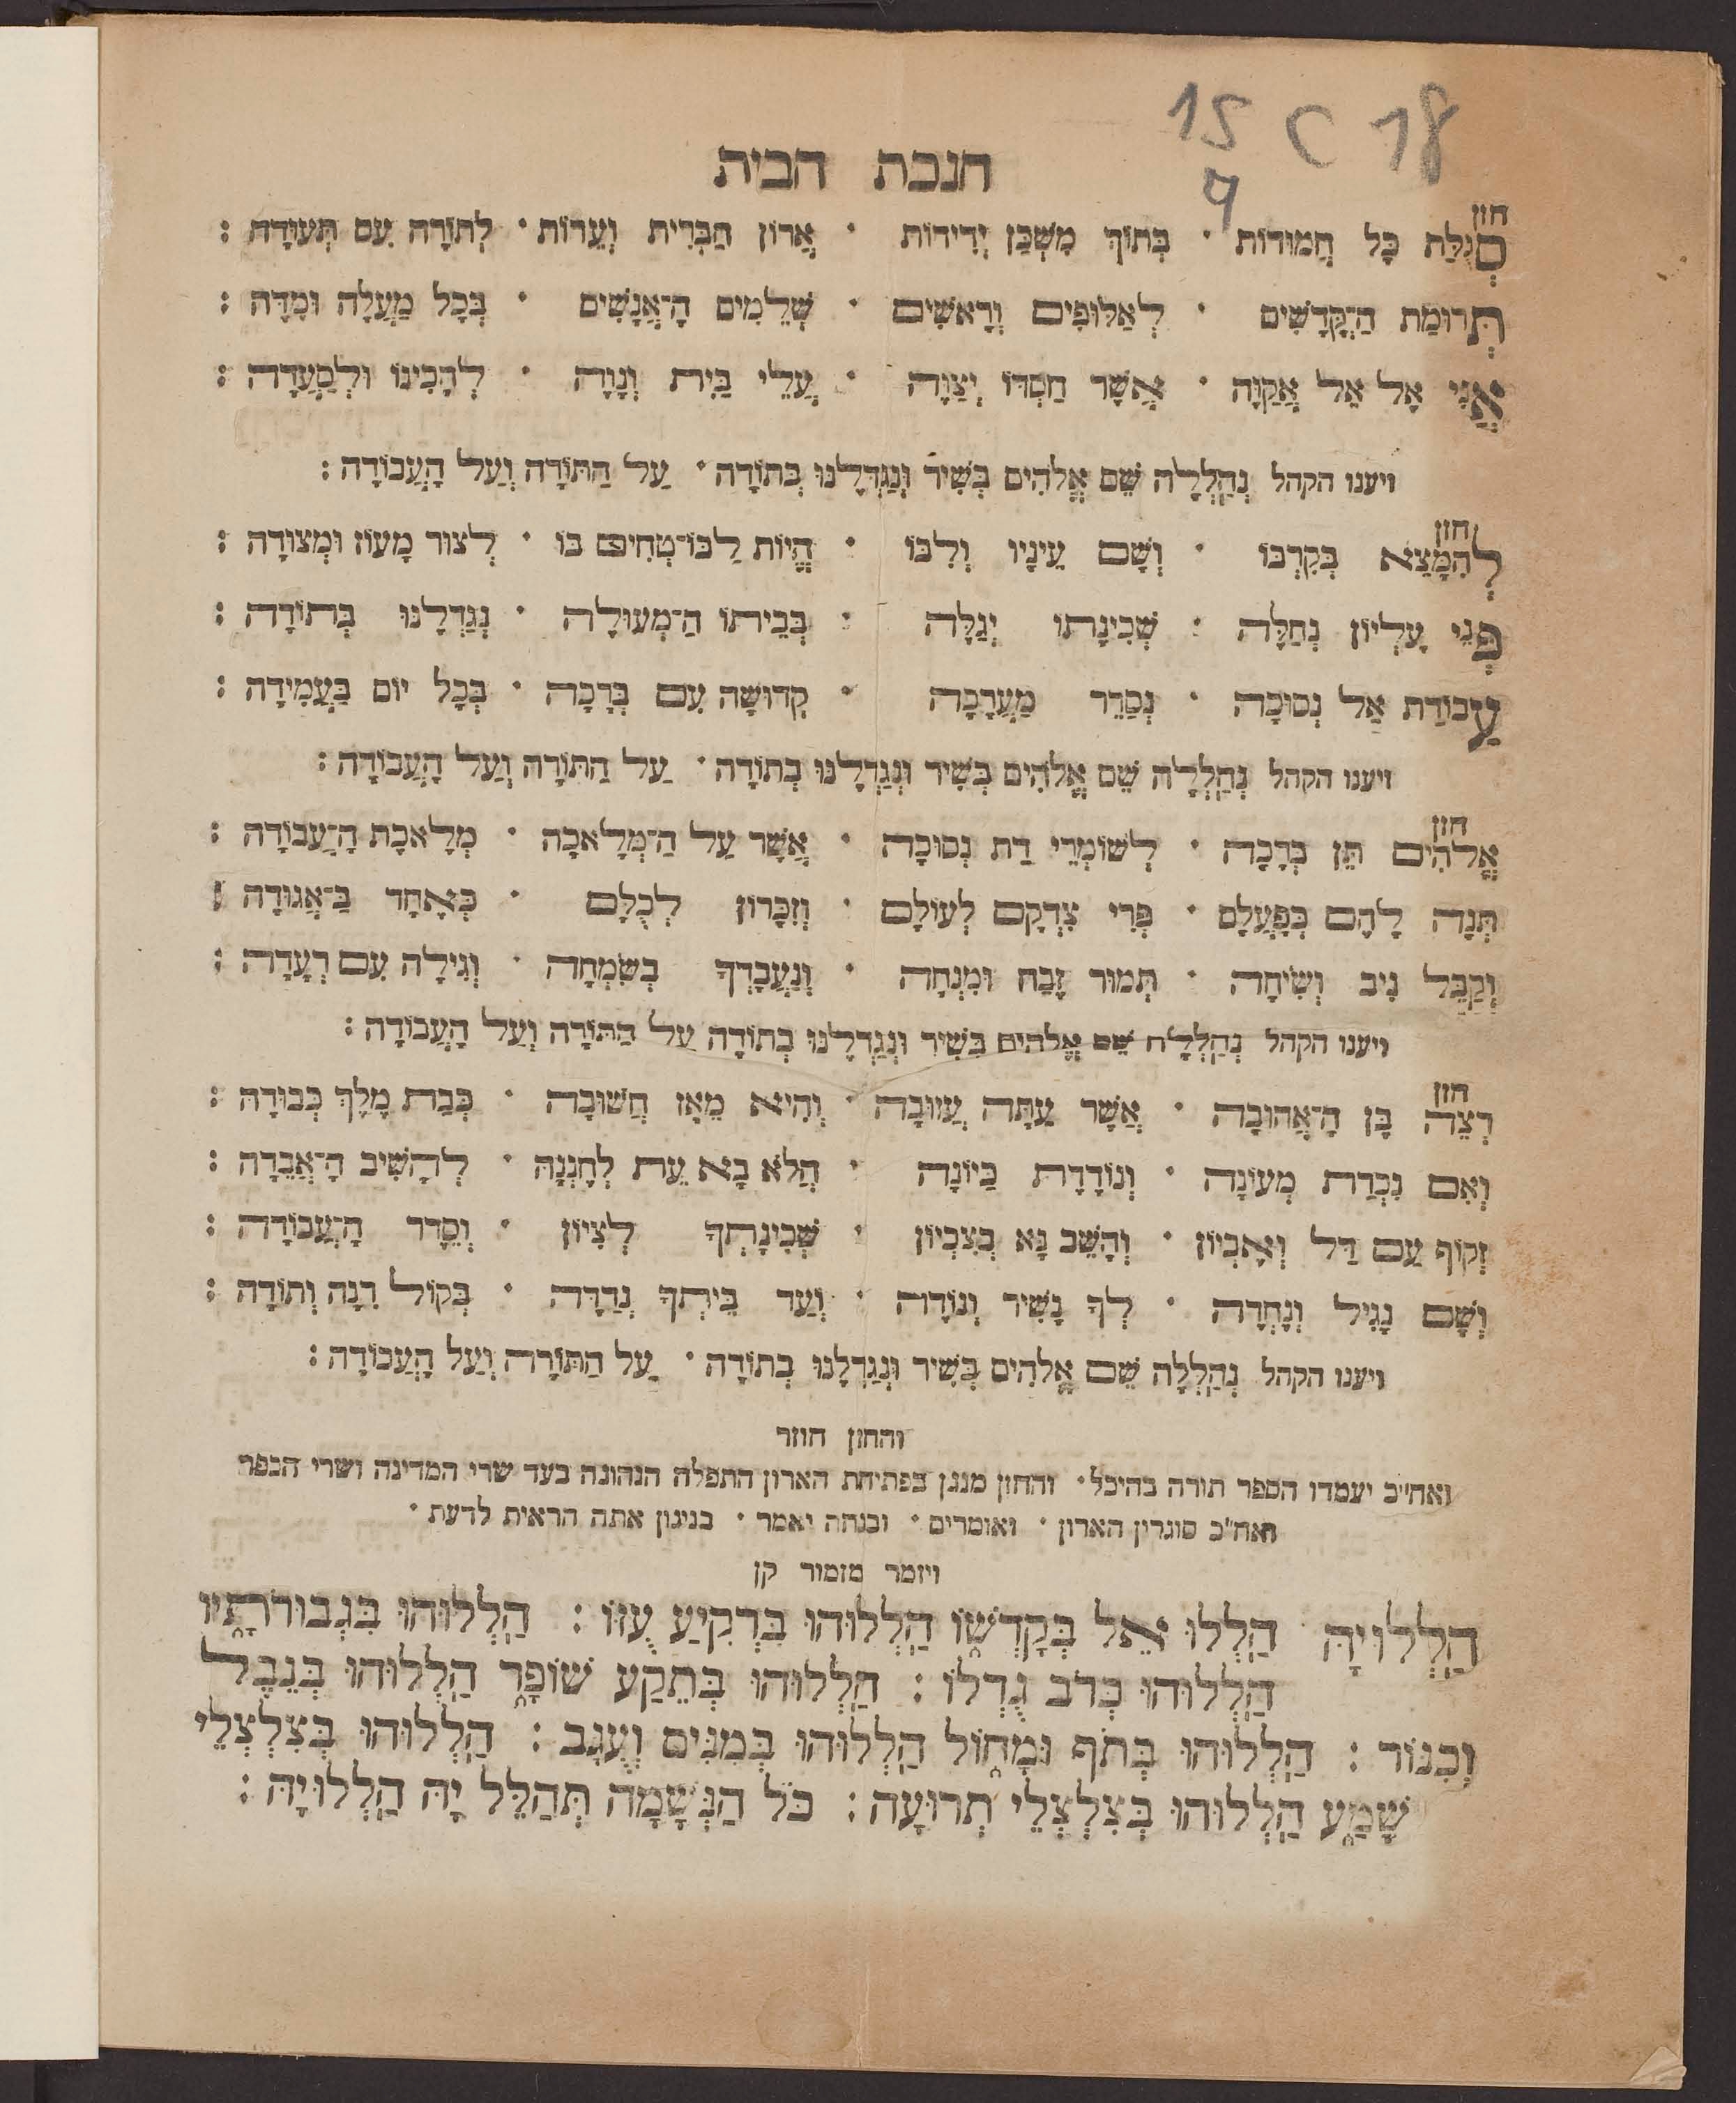 15 C 18
9
חנכת הבית
חזן
סְגֻלַּת כָּל חֲמוּדוֹת · בְּתוֹךְ מִשְׁכַּן יְדִידוֹת · אֲרוֹן הַבְּרִית וְעֵדוֹת · לְתוֹרָה עִם תְּעוּדָה :
תְּרוּמַת הַ־קֳּדָשִׁים · לְאַלּוּפִים וְרָאשִׁים · שְׁלֵמִים הָ־אֲנָשִׁים · בְּכָל מַעֲלָה וּמִדָּה :
אֲנִי אֶל אֵל אֲקַוֶּה · אֲשֶׁר חַסְדּוֹ יְצַוֶּה · עֲלֵי בַּיִת וְנָוֶה · לְהָכִינוֹ וּלְסַעֲדָה :
ויענו הקהל נְהַלְלָה שֵׁם אֱלֹהִים בְּשִׁיר וּנְגַדְּלֶנּוּ בְּתוֹדָה · עַל הַתּוֹרָה וְעַל הָעֲבוֹדָה :
חזן
לְהִמָּצֵא בְּקִרְבּוֹ · וְשָׂם עֵינָיו וְלִבּוֹ · הֱיוֹת לַבּוֹ־טְחִים בּוֹ · לְצוּר מָעוֹז וּמְצוּדָה :
פְּנֵי עֶלְיוֹן נְחַלֶּה · שְׁכִינָתוֹ יְגַלֶּה · בְּבֵיתוֹ הַ־מְעוּלֶּה · נְגַדְּלֶנּוּ בְּתוֹדָה :
עֲבוֹדַת אֵל נְסוּכָה · נְסַדֵּר מַעֲרָכָה · קְדוּשָּׁה עִם בְּרָכָה · בְּכָל יוֹם בַּעֲמִידָה :
ויענו הקהל נְהַלְלָה שֵׁם אֱלֹהִים בְּשִׁיר וּנְגַדְּלֶנּוּ בְתוֹדָה · עַל הַתּוֹרָה וְעַל הָעֲבוֹדָה :
חזן
אֱלֹהִים תֵּן בְּרָכָה · לְשׁוֹמְרֵי דַת נְסוּכָה · אֲשֶׁר עַל הַ־מְּלָאכָה · מְלֶאכֶת הָ־עֲבוֹדָה :
תְּנָה לָהֶם כְּפָעֳלָם · פְּרִי צִדְקָם לְעוֹלָם · וְזִכָּרוֹן לְכֻלָּם · כְּאֶחָד בַּ־אֲגוּדָה :
וְקַבֵּל נִיב וְשִׂיחָה · תְּמוּר זֶבַח וּמִנְחָה · וְנַעֲבָדְךָ בְּשִׂמְחָה · וְגִילָה עִם רְעָדָה :
ויענו הקהל נְהַלְלָה שֵׁם אֱלֹהִים בְּשִׁיר וּנְגַדְּלֶנּוּ בְתוֹדָה עַל הַתּוֹרָה וְעַל הָעֲבוֹדָה :
חזן
רְצֵה בֵּן הָ־אֲהוּבָה · אֲשֶׁר עַתָּה עֲזוּבָה · וְהִיא מֵאָז חֲשׁוּבָה · כְּבַת מֶלֶךְ כְּבוּדָּה :
וְאִם נִכְרַת מְעוֹנָהּ · וְנוֹדֶדֶת כַּיּוֹנָה · הֲלֹא בָא עֵת לְחֶנְנָהּ · לְהָשִׁיב הָ־אֲבֵדָה :
זְקוֹף עַם דַּל וְאֶבְיוֹן · וְהָשֵׁב נָא בְּצִבְיוֹן · שְׁכִינָתְךָ לְצִיּוֹן · וְסֵדֶר הָ־עֲבוֹדָה :
וְשָׁם נָגִיל וְנֶחְדֶּה · לְךָ נָשִׁיר וְנוֹדֶה · וְעַד בֵּיתְךָ נְדַדֶּה · בְּקוֹל רִנָּה וְתוֹדָה :
ויענו הקהל נְהַלְלָה שֵׁם אֱלֹהִים בְּשִׁיר וּנְגַדְּלֶנּוּ בְתוֹדָה · עַל הַתּוֹרָה וְעַל הָעֲבוֹדָה :
והחזן חוזר
ואח״כ יעמדו הספר תורה בהיכל · והחזן מנגן בפתיחת הארון התפלה הנהוגה בעד שרי המדינה ושרי הכפר
ואח״כ סוגרין הארון · ואומרים · ובנחה יאמר · בניגון אתה הראית לדעת ·
ויזמר מזמור קן
הַלְלוּיָהּ הַלְלוּ אֵל בְּקָדְשׁוֹ הַלְלוּהוּ בִּרְקִיעַ עֻזּוֹ : הַלְלוּהוּ בִגְבוּרֹתָיו
הַלְלוּהוּ כְּרֹב גֻּדְלוֹ : הַלְלוּהוּ בְּתֵקַע שׁוֹפָר הַלְלוּהוּ בְּנֵבֶל
וְכִנּוֹר : הַלְלוּהוּ בְּתֹף וּמָחוֹל הַלְלוּהוּ בְּמִנִּים וְעֻגָב : הַלְלוּהוּ בְּצִלְצְלֵי
שָׁמַע הַלְלוּהוּ בְּצִלְצְלֵי תְרוּעָה : כֹּל הַנְּשָׁמָה תְּהַלֵּל יָהּ הַלְלוּיָהּ :